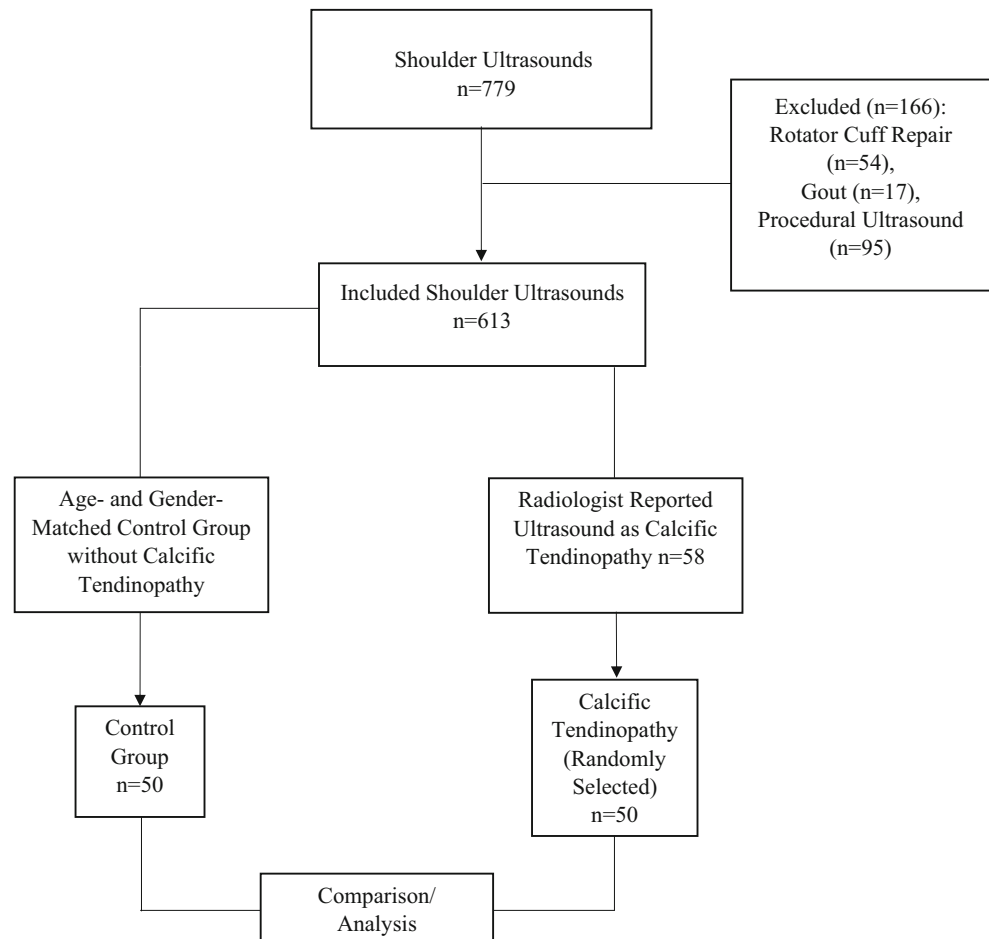 Shoulder Ultrasounds
n=779
Excluded (n=166):
Rotator Cuff Repair
(n=54),
Gout (n=17),
Procedural Ultrasound
(n=95)
Included Shoulder Ultrasounds
n=613
Age- and Gender-
Matched Control Group
without Calcific
Tendinopathy
Radiologist Reported
Ultrasound as Calcific
Tendinopathy n=58
Control
Group
n=50
Calcific
Tendinopathy
(Randomly
Selected)
n=50
Comparison/
Analysis